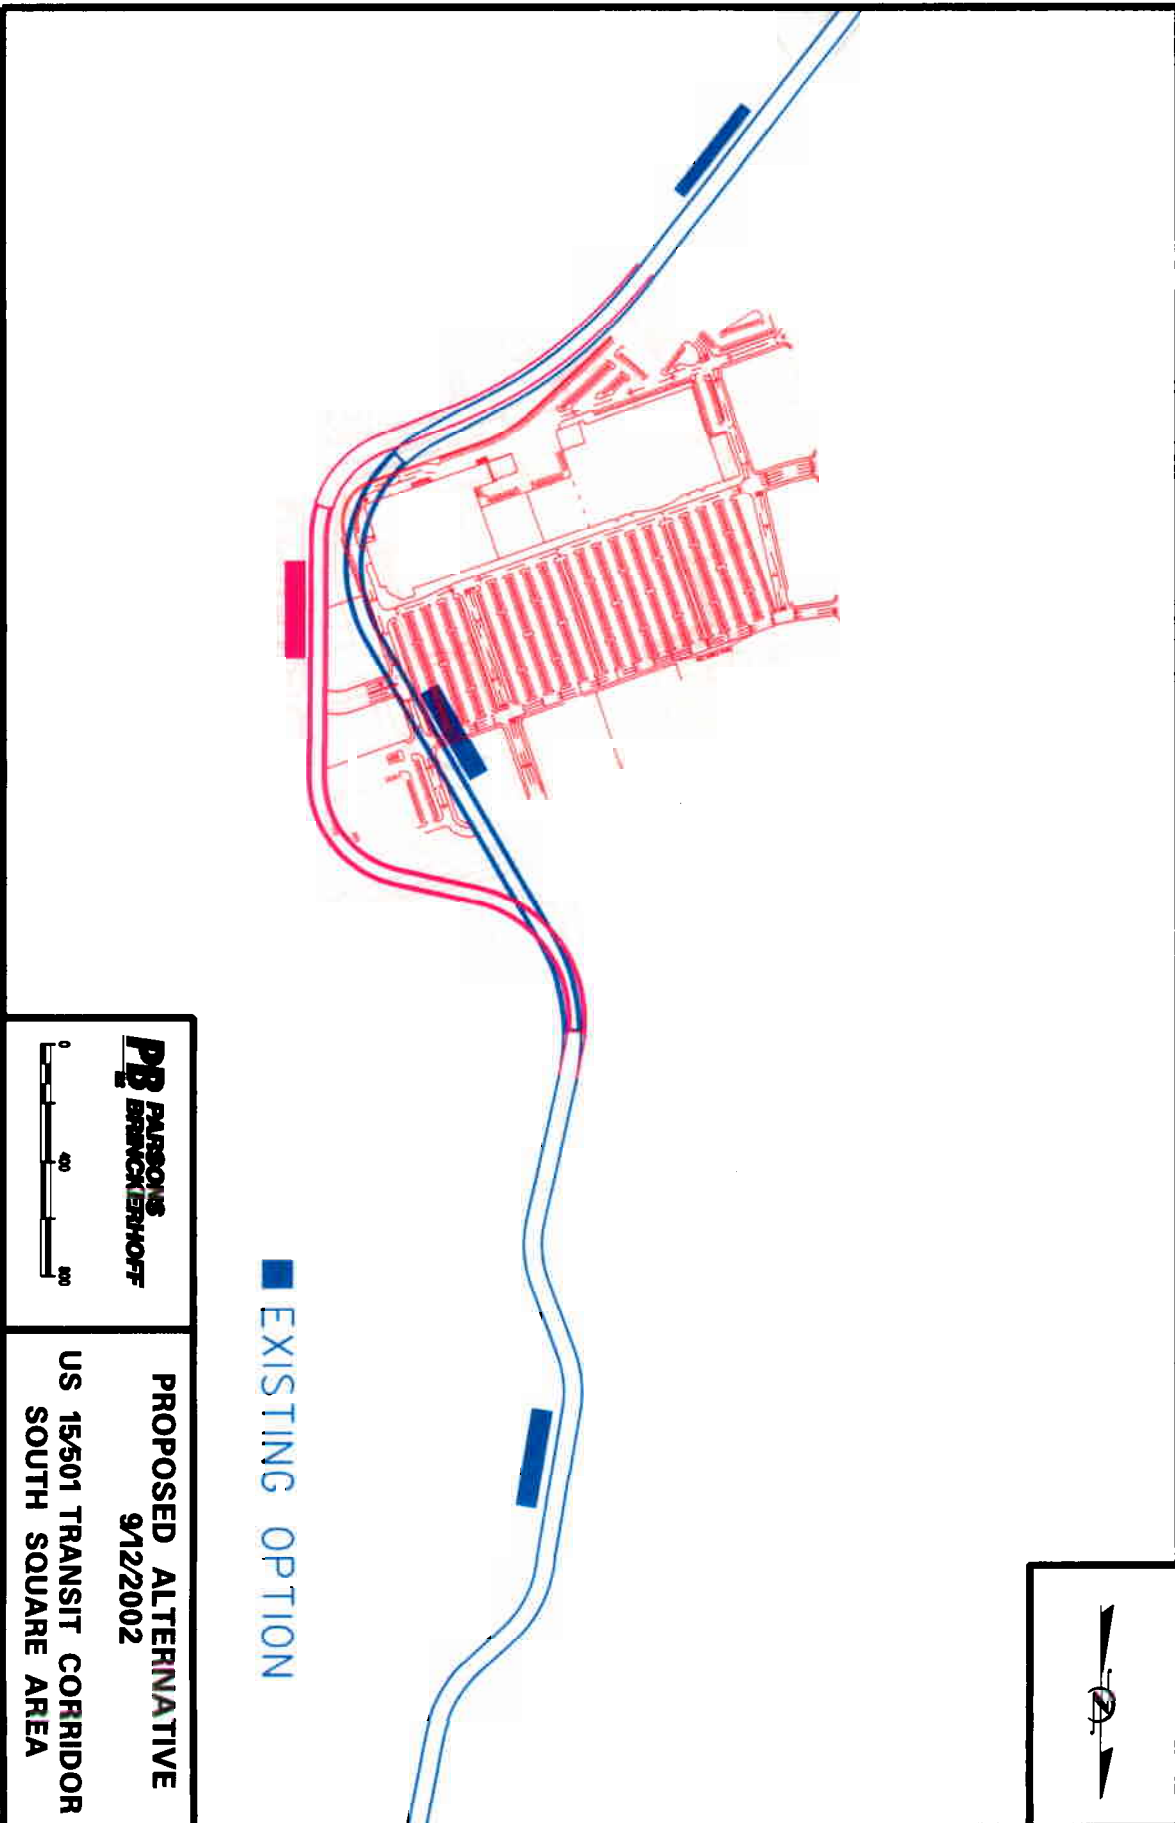 N
EXISTING OPTION
PB PARSONS
BRINCKERHOFF
0 400 800
PROPOSED ALTERNATIVE
9/12/2002
US 15/501 TRANSIT CORRIDOR
SOUTH SQUARE AREA